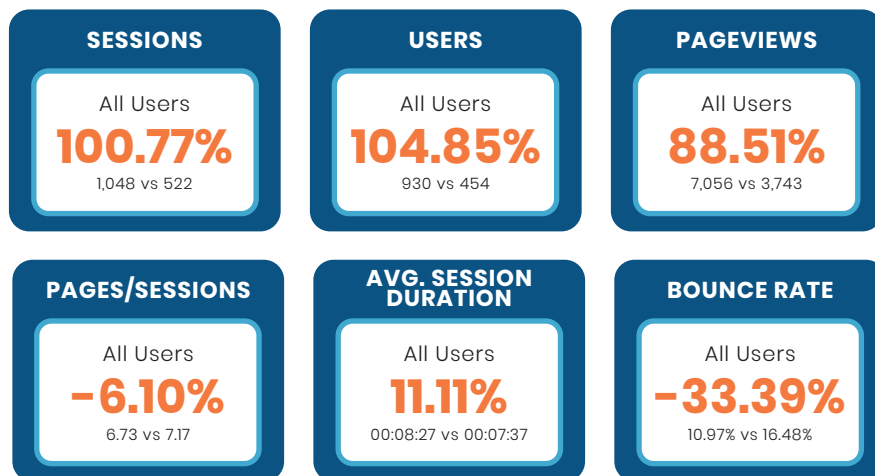 SESSIONS
All Users
100.77%
1,048 vs 522
USERS
All Users
104.85%
930 vs 454
PAGEVIEWS
All Users
88.51%
7,056 vs 3,743
PAGES/SESSIONS
All Users
-6.10%
6.73 vs 7.17
AVG. SESSION
DURATION
All Users
11.11%
00:08:27 vs 00:07:37
BOUNCE RATE
All Users
-33.39%
10.97% vs 16.48%